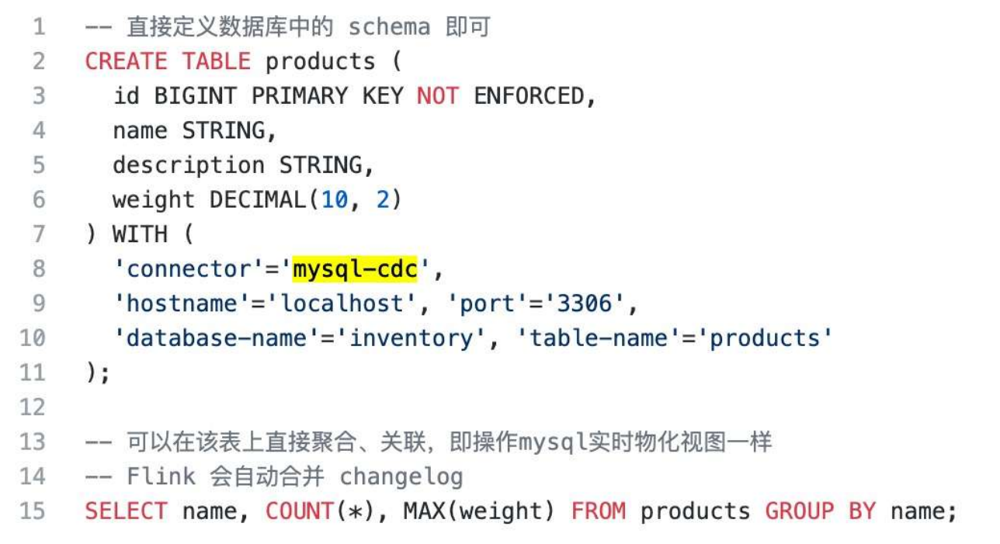 1 -- 直接定义数据库中的 schema 即可
2 CREATE TABLE products (
3 id BIGINT PRIMARY KEY NOT ENFORCED,
4 name STRING,
5 description STRING,
6 weight DECIMAL(10, 2)
7 ) WITH (
8 'connector'='mysql-cdc',
9 'hostname'='localhost', 'port'='3306',
10 'database-name'='inventory', 'table-name'='products'
11 );
12
13 -- 可以在该表上直接聚合、关联，即操作mysql实时物化视图一样
14 -- Flink 会自动合并 changelog
15 SELECT name, COUNT(*), MAX(weight) FROM products GROUP BY name;